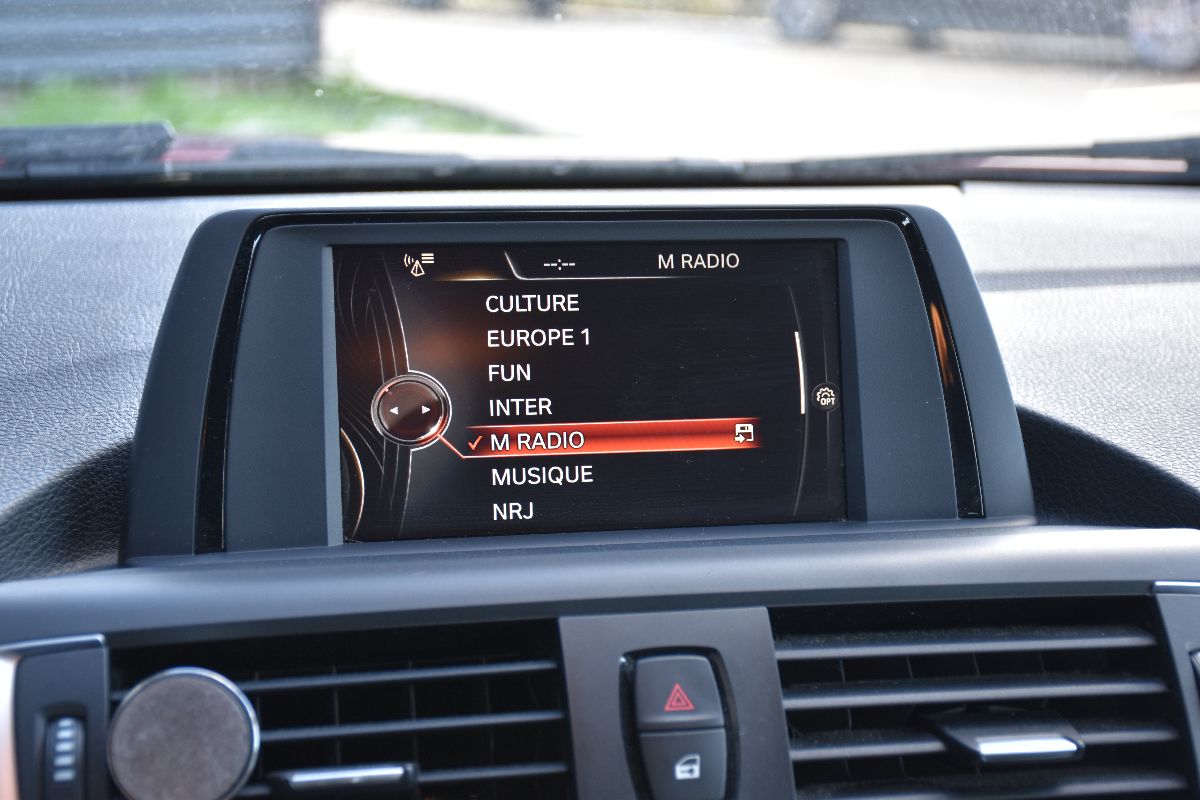 --:--
M RADIO
CULTURE
EUROPE 1
FUN
INTER
M RADIO
MUSIQUE
NRJ
OPT